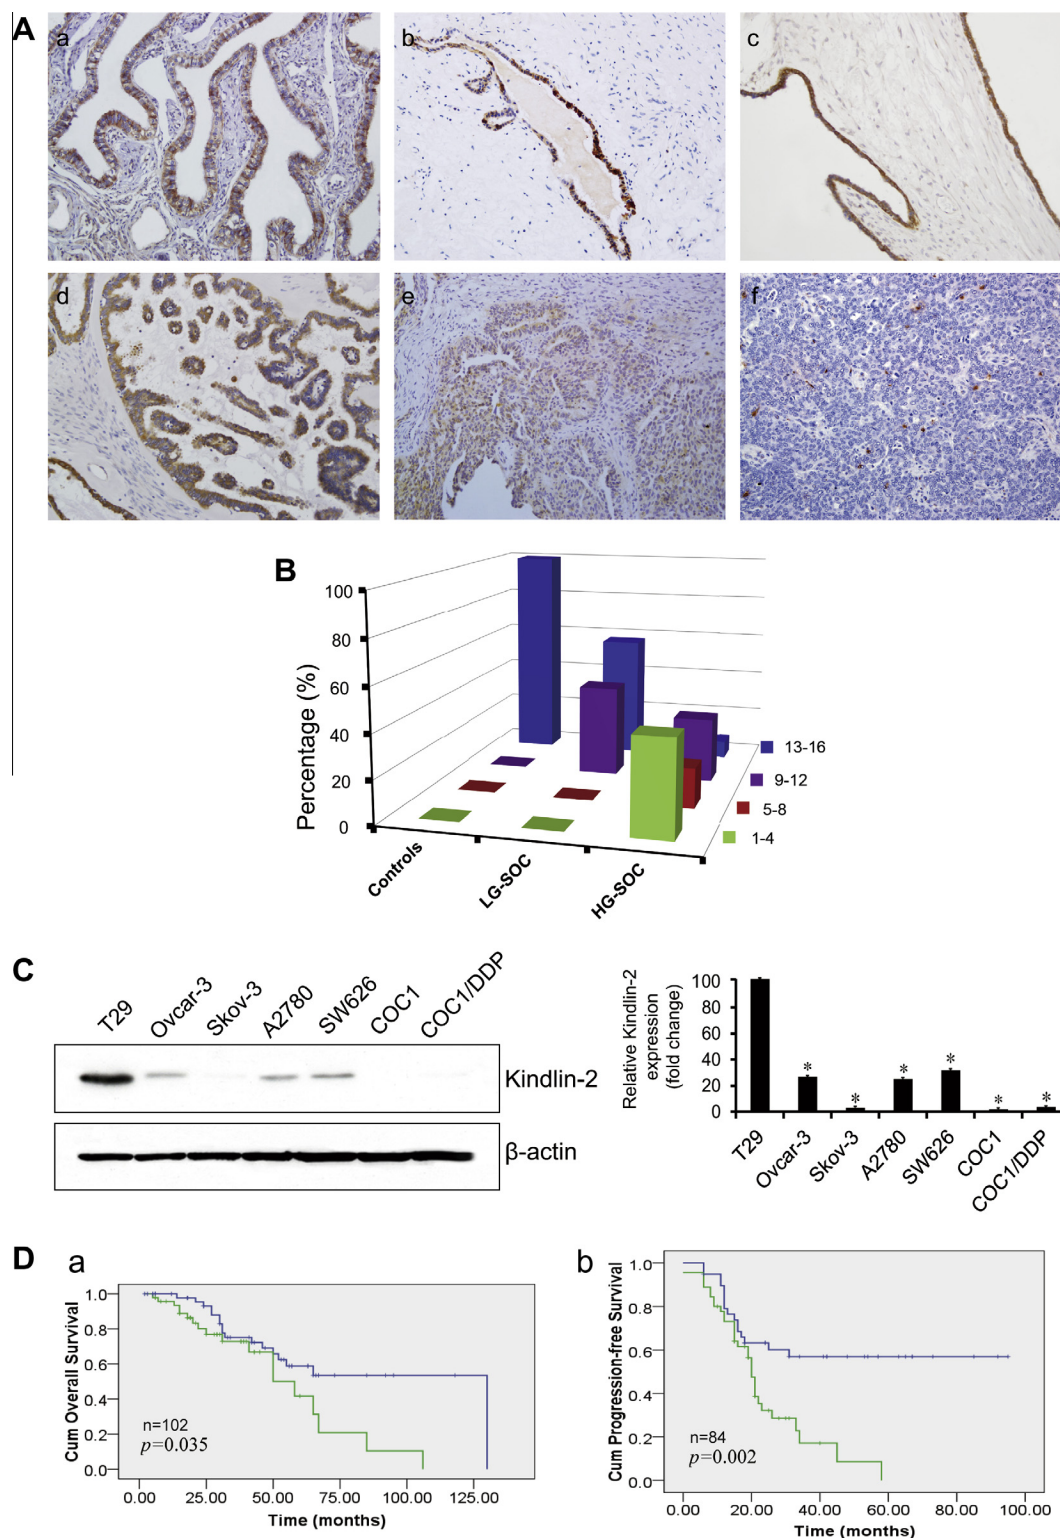 A
a
b
c
d
e
f
B
Percentage (%)
100
80
60
40
20
0
Controls
LG-SOC
HG-SOC
13-16
9-12
5-8
1-4
C
T29
Ovcar-3
Skov-3
A2780
SW626
COC1
COC1/DDP
Kindlin-2
β-actin
Relative Kindlin-2
expression
(fold change)
100
80
60
40
20
0
*
*
*
*
*
*
T29
Ovcar-3
Skov-3
A2780
SW626
COC1
COC1/DDP
D
a
Cum Overall Survival
1.0
0.8
0.6
0.4
0.2
0.0
n=102
p=0.035
0.00 25.00 50.00 75.00 100.00 125.00
Time (months)
b
Cum Progression-free Survival
1.0
0.8
0.6
0.4
0.2
0.0
n=84
p=0.002
0.00 20.00 40.00 60.00 80.00 100.00
Time (months)